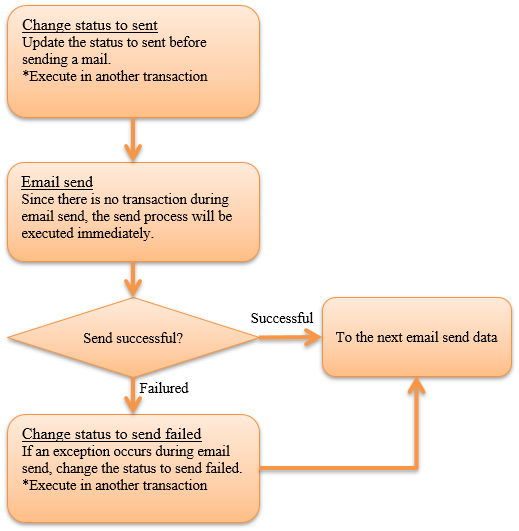 Change status to sent
Update the status to sent before
sending a mail.
*Execute in another transaction
Email send
Since there is no transaction during
email send, the send process will be
executed immediately.
Send successful?
Successful
To the next email send data
Failured
Change status to send failed
If an exception occurs during email
send, change the status to send failed.
*Execute in another transaction